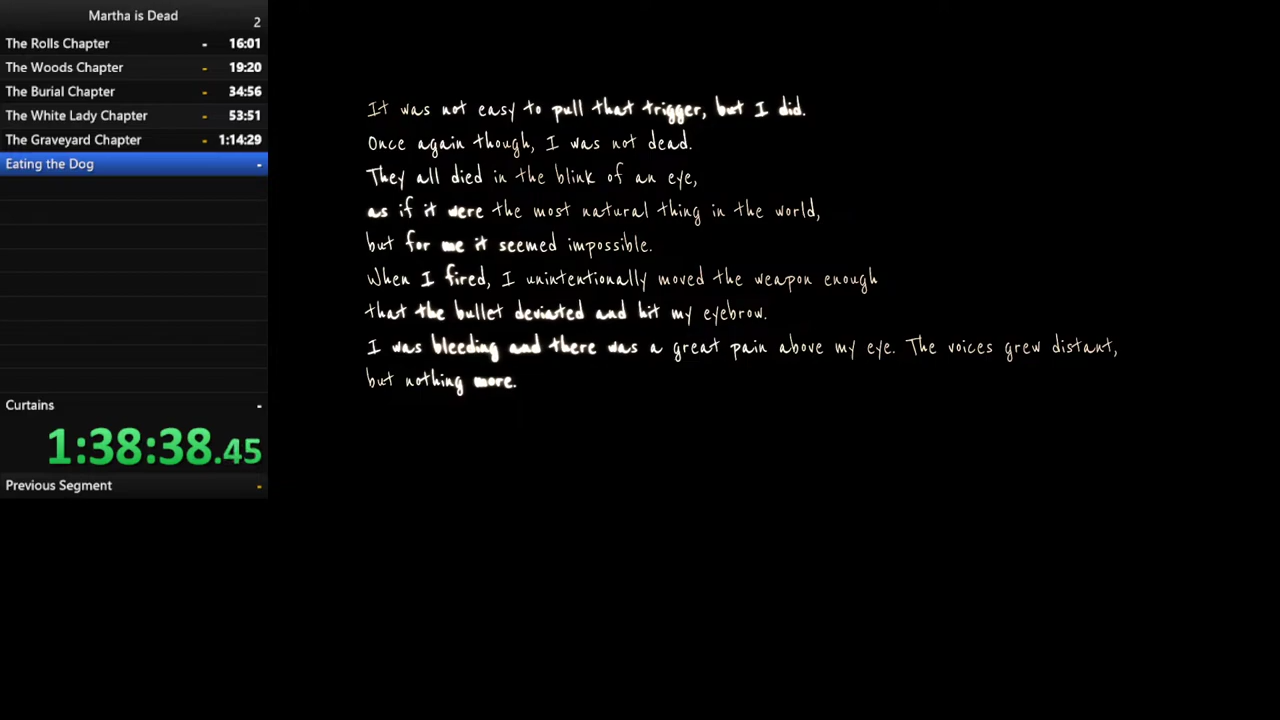 Martha is Dead
2
The Rolls Chapter - 16:01
The Woods Chapter - 19:20
The Burial Chapter - 34:56
The White Lady Chapter - 53:51
The Graveyard Chapter - 1:14:29
Eating the Dog -
Curtains -
1:38:38.45
Previous Segment -
It was not easy to pull that trigger, but I did.
Once again though, I was not dead.
They all died in the blink of an eye,
as if it were the most natural thing in the world,
but for me it seemed impossible.
When I fired, I unintentionally moved the weapon enough
that the bullet deviated and hit my eyebrow.
I was bleeding and there was a great pain above my eye. The voices grew distant,
but nothing more.